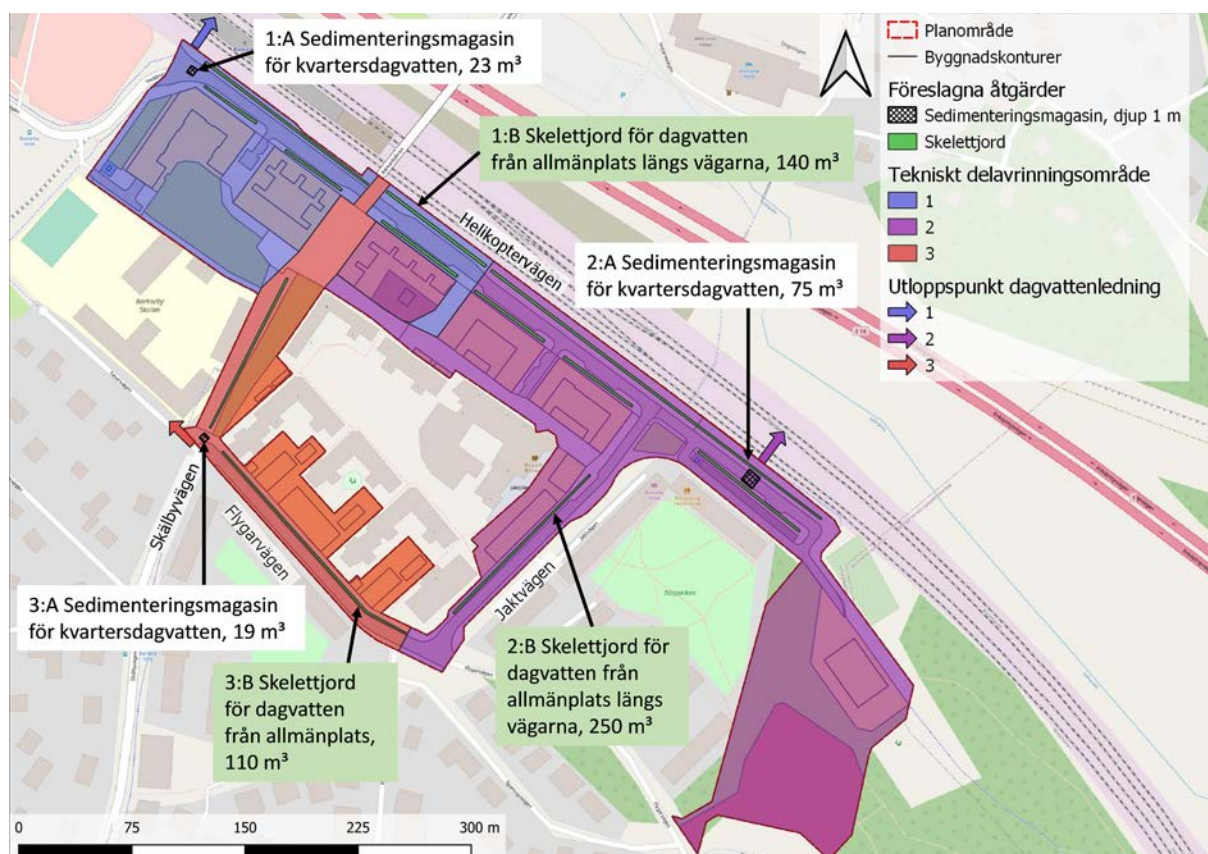 1:A Sedimenteringsmagasin
för kvartersdagvatten, 23 m³
1:B Skelettjord för dagvatten
från allmänplats längs vägarna, 140 m³
Helikoptervägen
2:A Sedimenteringsmagasin
för kvartersdagvatten, 75 m³
Planområde
Byggnadskonturer
Föreslagna åtgärder
Sedimenteringsmagasin, djup 1 m
Skelettjord
Tekniskt delavrinningsområde
1
2
3
Utloppspunkt dagvattenledning
1
2
3
E 18
Skälbyvägen
Flygarvägen
Jaktvägen
3:A Sedimenteringsmagasin
för kvartersdagvatten, 19 m³
3:B Skelettjord
för dagvatten
från allmänplats,
110 m³
2:B Skelettjord för
dagvatten från
allmänplats längs
vägarna, 250 m³
0 75 150 225 300 m